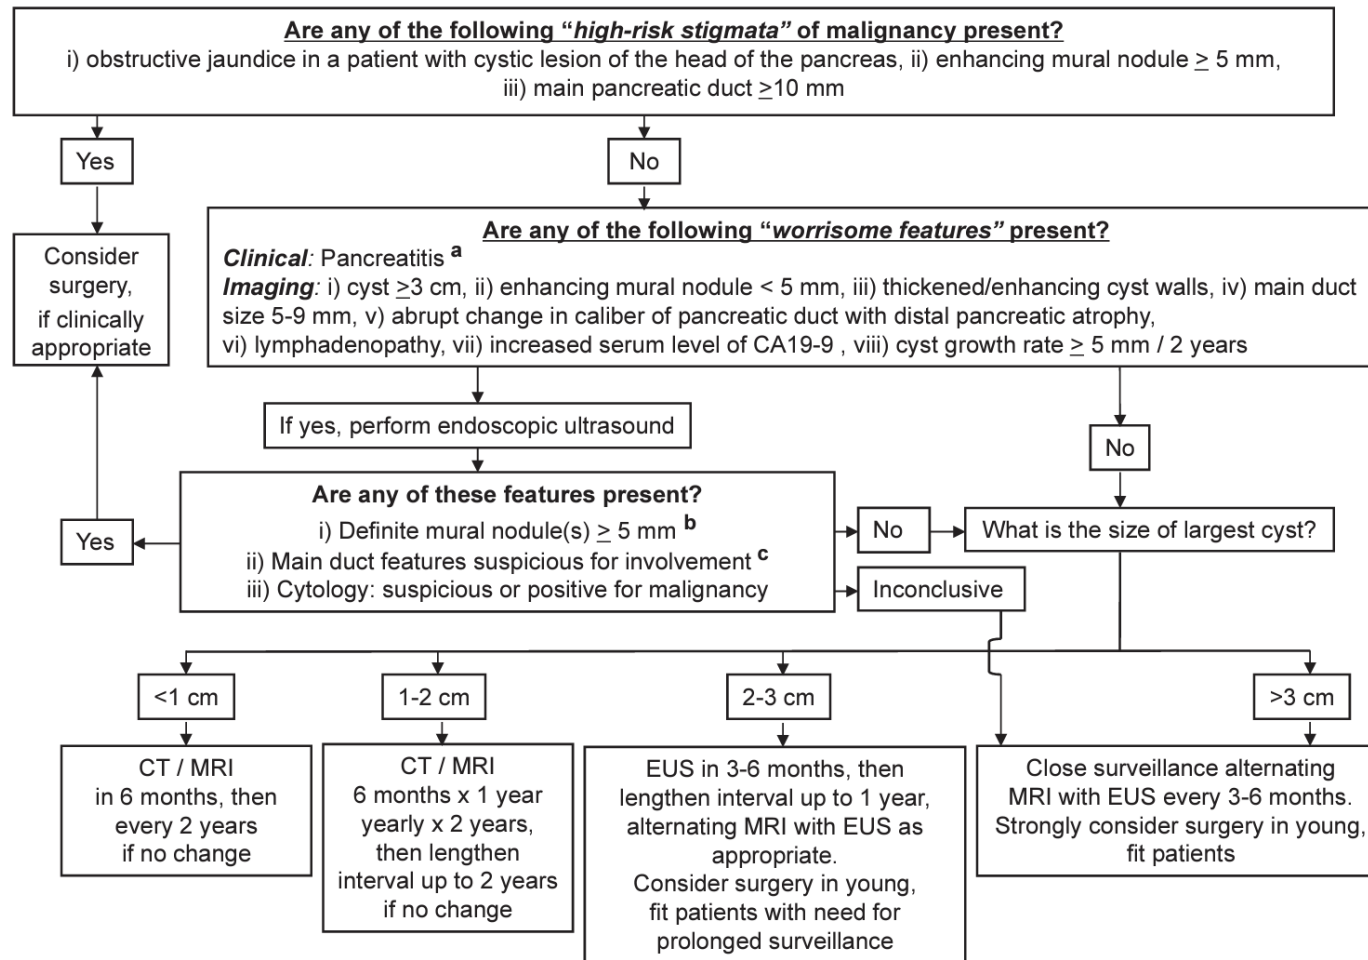 Are any of the following “high-risk stigmata” of malignancy present?
i) obstructive jaundice in a patient with cystic lesion of the head of the pancreas, ii) enhancing mural nodule ≥ 5 mm,
iii) main pancreatic duct ≥10 mm
Yes
No
Consider
surgery,
if clinically
appropriate
Are any of the following “worrisome features” present?
Clinical: Pancreatitis a
Imaging: i) cyst ≥3 cm, ii) enhancing mural nodule < 5 mm, iii) thickened/enhancing cyst walls, iv) main duct
size 5-9 mm, v) abrupt change in caliber of pancreatic duct with distal pancreatic atrophy,
vi) lymphadenopathy, vii) increased serum level of CA19-9 , viii) cyst growth rate ≥ 5 mm / 2 years
If yes, perform endoscopic ultrasound
No
Are any of these features present?
i) Definite mural nodule(s) ≥ 5 mm b
ii) Main duct features suspicious for involvement c
iii) Cytology: suspicious or positive for malignancy
Yes
No
What is the size of largest cyst?
Inconclusive
<1 cm
1-2 cm
2-3 cm
>3 cm
CT / MRI
in 6 months, then
every 2 years
if no change
CT / MRI
6 months x 1 year
yearly x 2 years,
then lengthen
interval up to 2 years
if no change
EUS in 3-6 months, then
lengthen interval up to 1 year,
alternating MRI with EUS as
appropriate.
Consider surgery in young,
fit patients with need for
prolonged surveillance
Close surveillance alternating
MRI with EUS every 3-6 months.
Strongly consider surgery in young,
fit patients